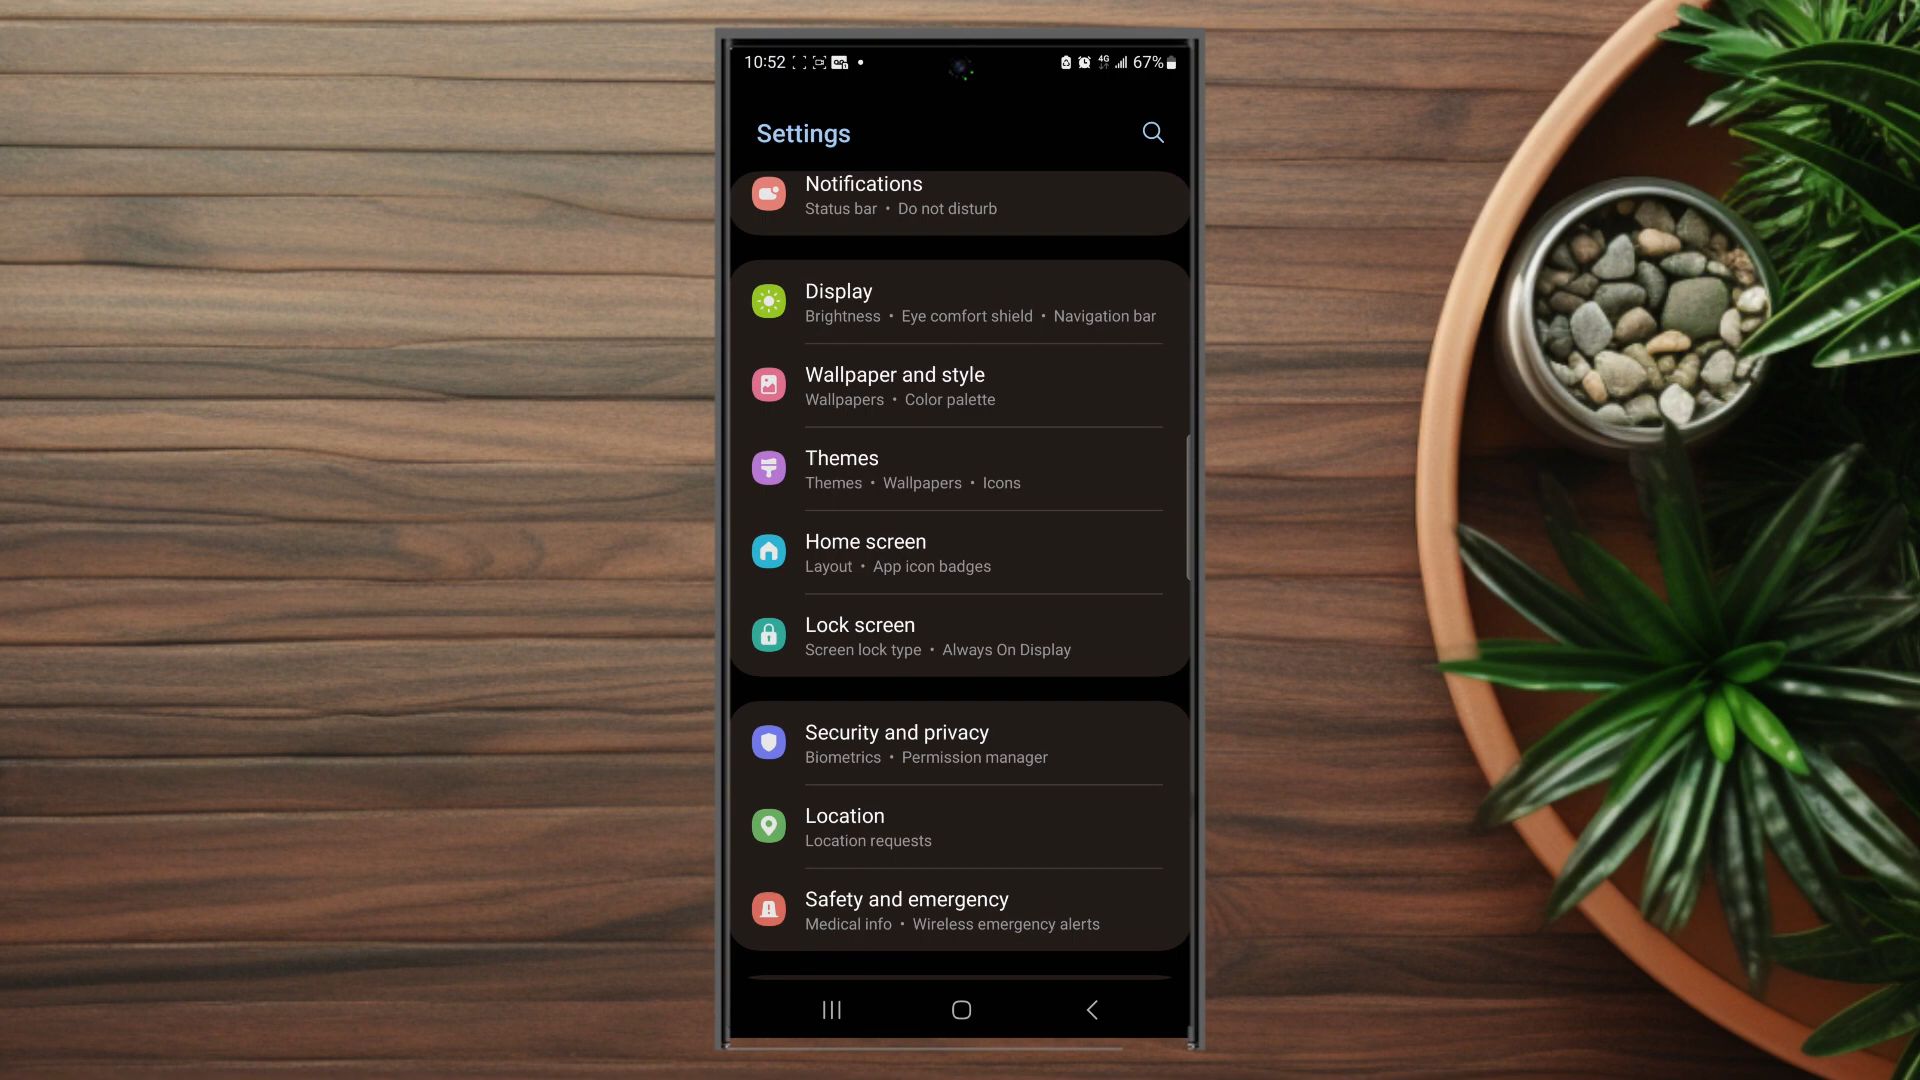 10:52
4G
67%
Settings
Notifications
Status bar • Do not disturb
Display
Brightness • Eye comfort shield • Navigation bar
Wallpaper and style
Wallpapers • Color palette
Themes
Themes • Wallpapers • Icons
Home screen
Layout • App icon badges
Lock screen
Screen lock type • Always On Display
Security and privacy
Biometrics • Permission manager
Location
Location requests
Safety and emergency
Medical info • Wireless emergency alerts